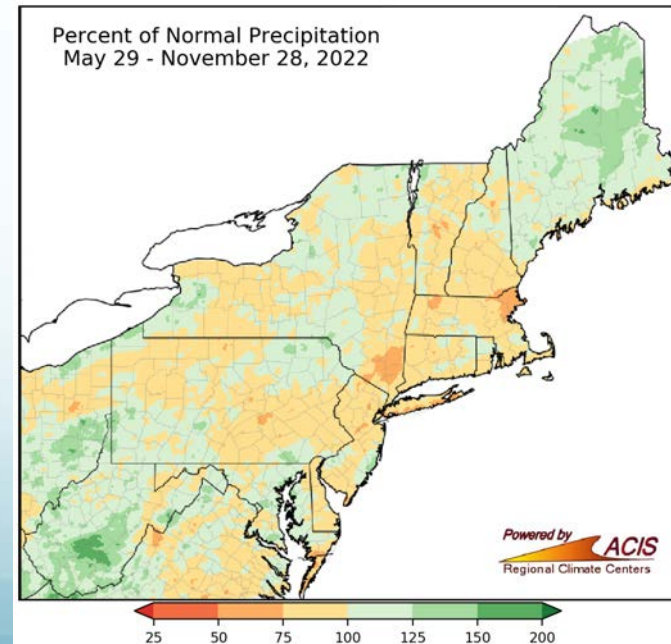 Percent of Normal Precipitation
May 29 - November 28, 2022
Powered by
ACIS
Regional Climate Centers
25 50 75 100 125 150 200